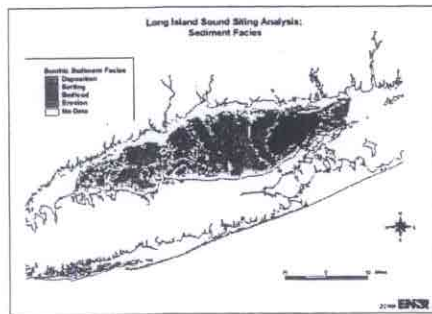 Long Island Sound Siting Analysis:
Sediment Facies
Benthic Sediment Facies
Deposition
Sorting
Bedload
Erosion
No Data
ENSR